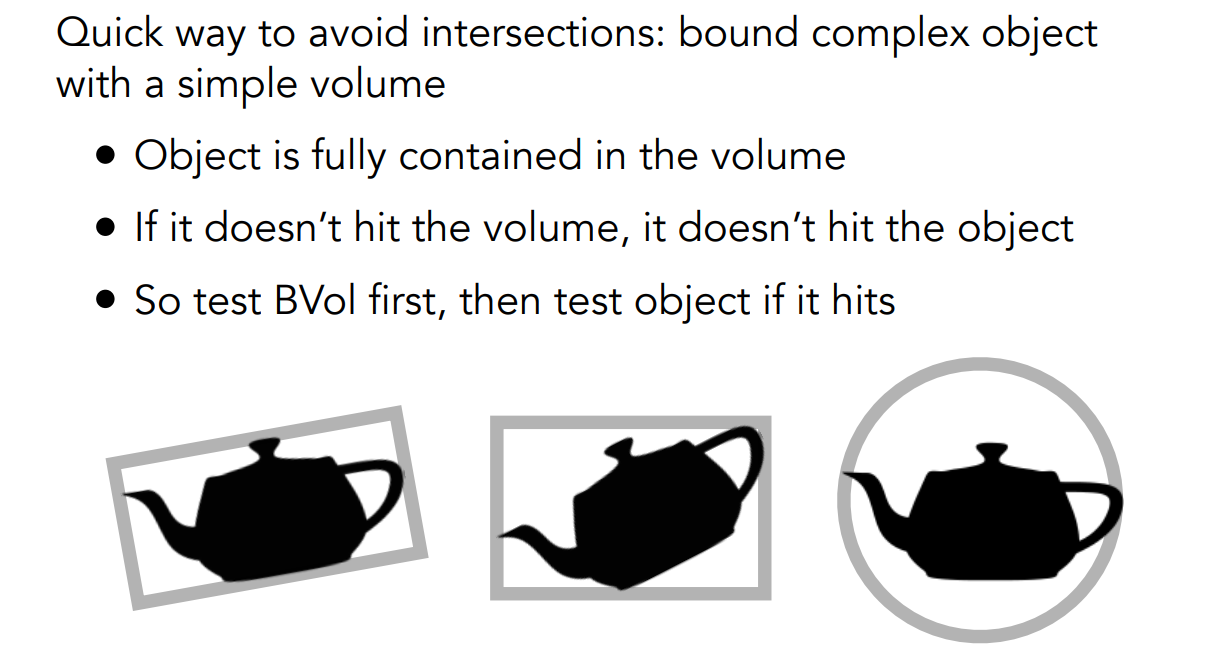 Quick way to avoid intersections: bound complex object
with a simple volume
● Object is fully contained in the volume
● If it doesn’t hit the volume, it doesn’t hit the object
● So test BVol first, then test object if it hits